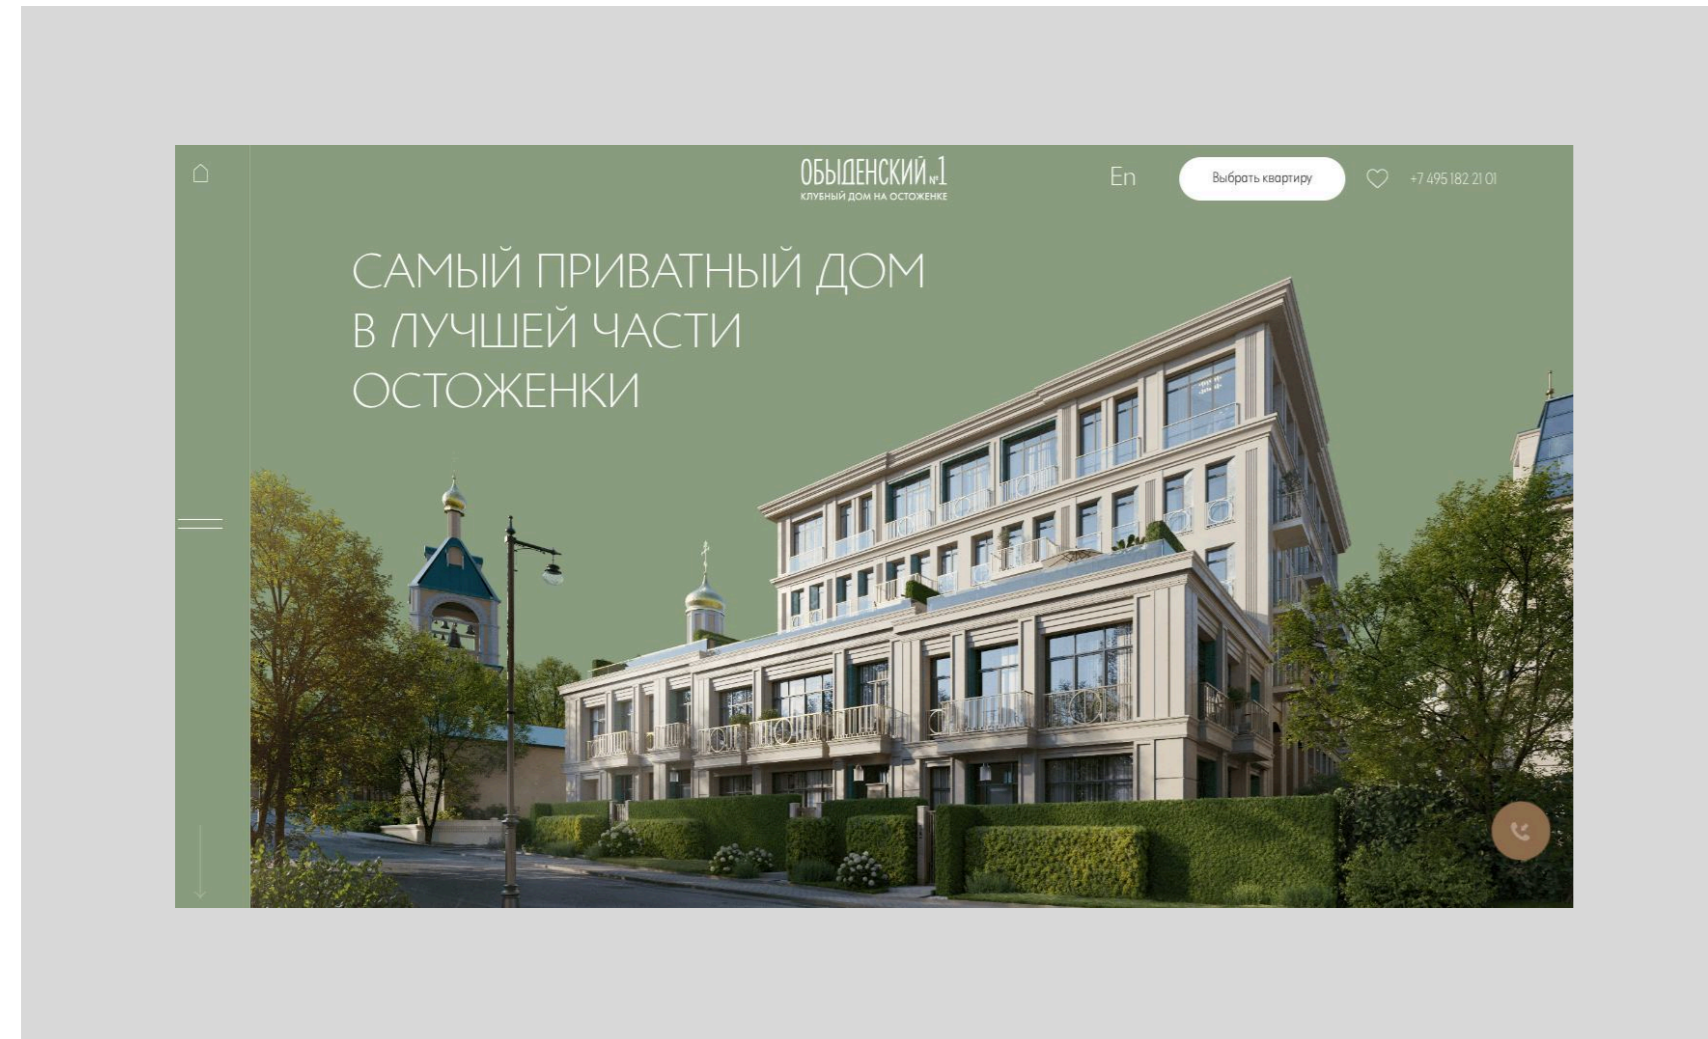 ОБЫДЕНСКИЙ №1
КЛУБНЫЙ ДОМ НА ОСТОЖЕНКЕ
En
Выбрать квартиру
+7 495 182 21 01
САМЫЙ ПРИВАТНЫЙ ДОМ
В ЛУЧШЕЙ ЧАСТИ
ОСТОЖЕНКИ